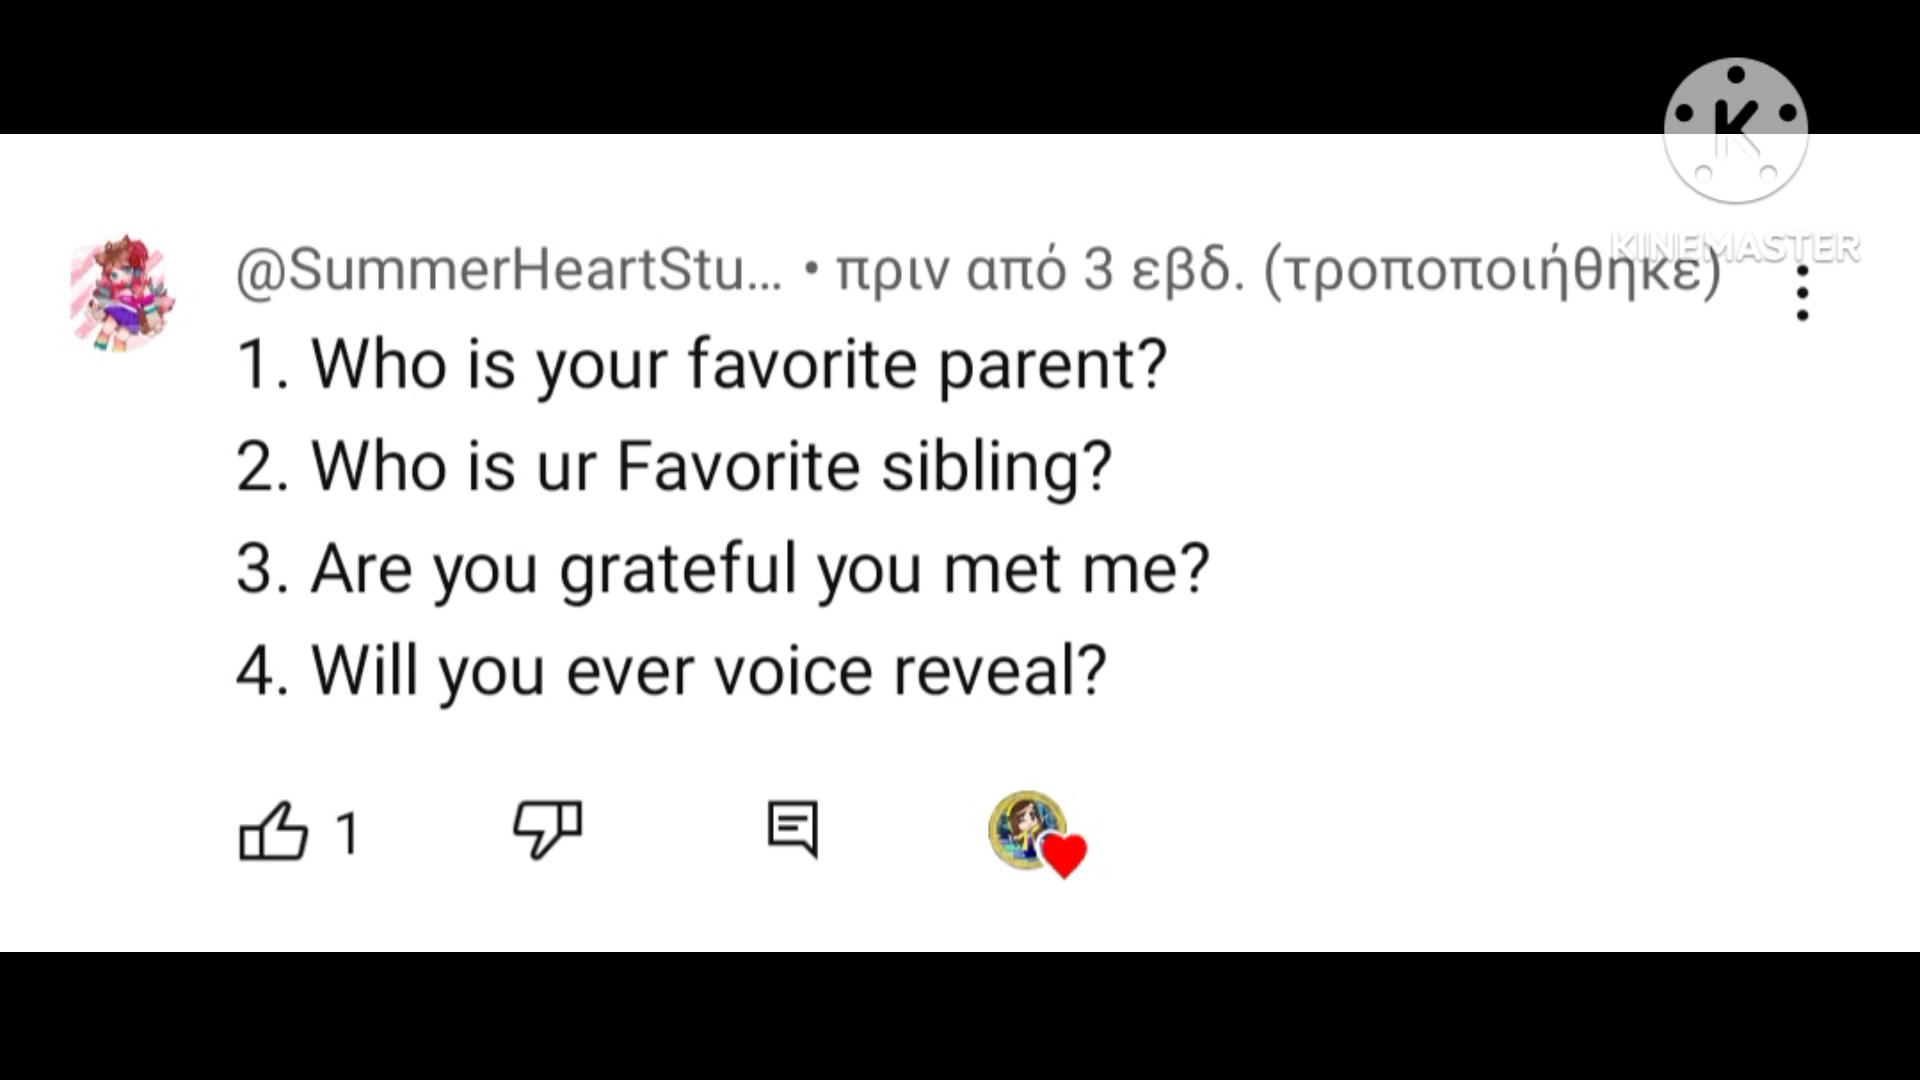 K
KINEMASTER
@SummerHeartStu... • πριν από 3 εβδ. (τροποποιήθηκε)
1. Who is your favorite parent?
2. Who is ur Favorite sibling?
3. Are you grateful you met me?
4. Will you ever voice reveal?
1